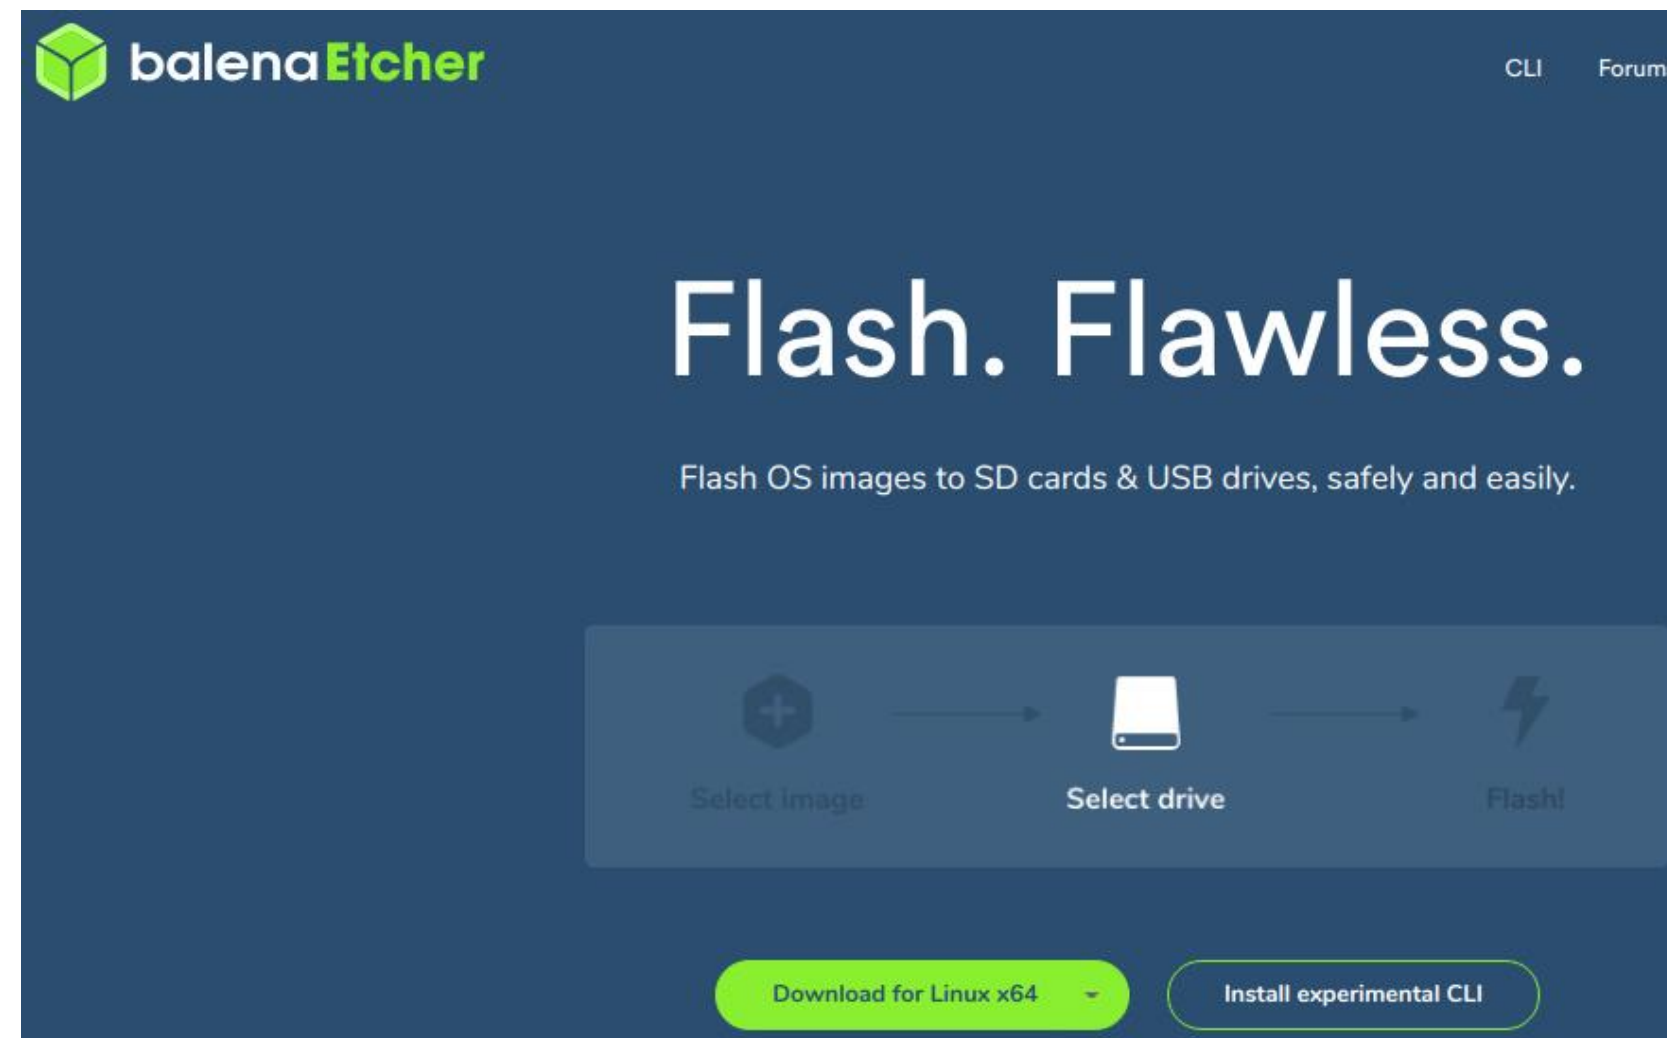 balenaEtcher
CLI Forum
Flash. Flawless.
Flash OS images to SD cards & USB drives, safely and easily.
Select image Select drive Flash!
Download for Linux x64 Install experimental CLI